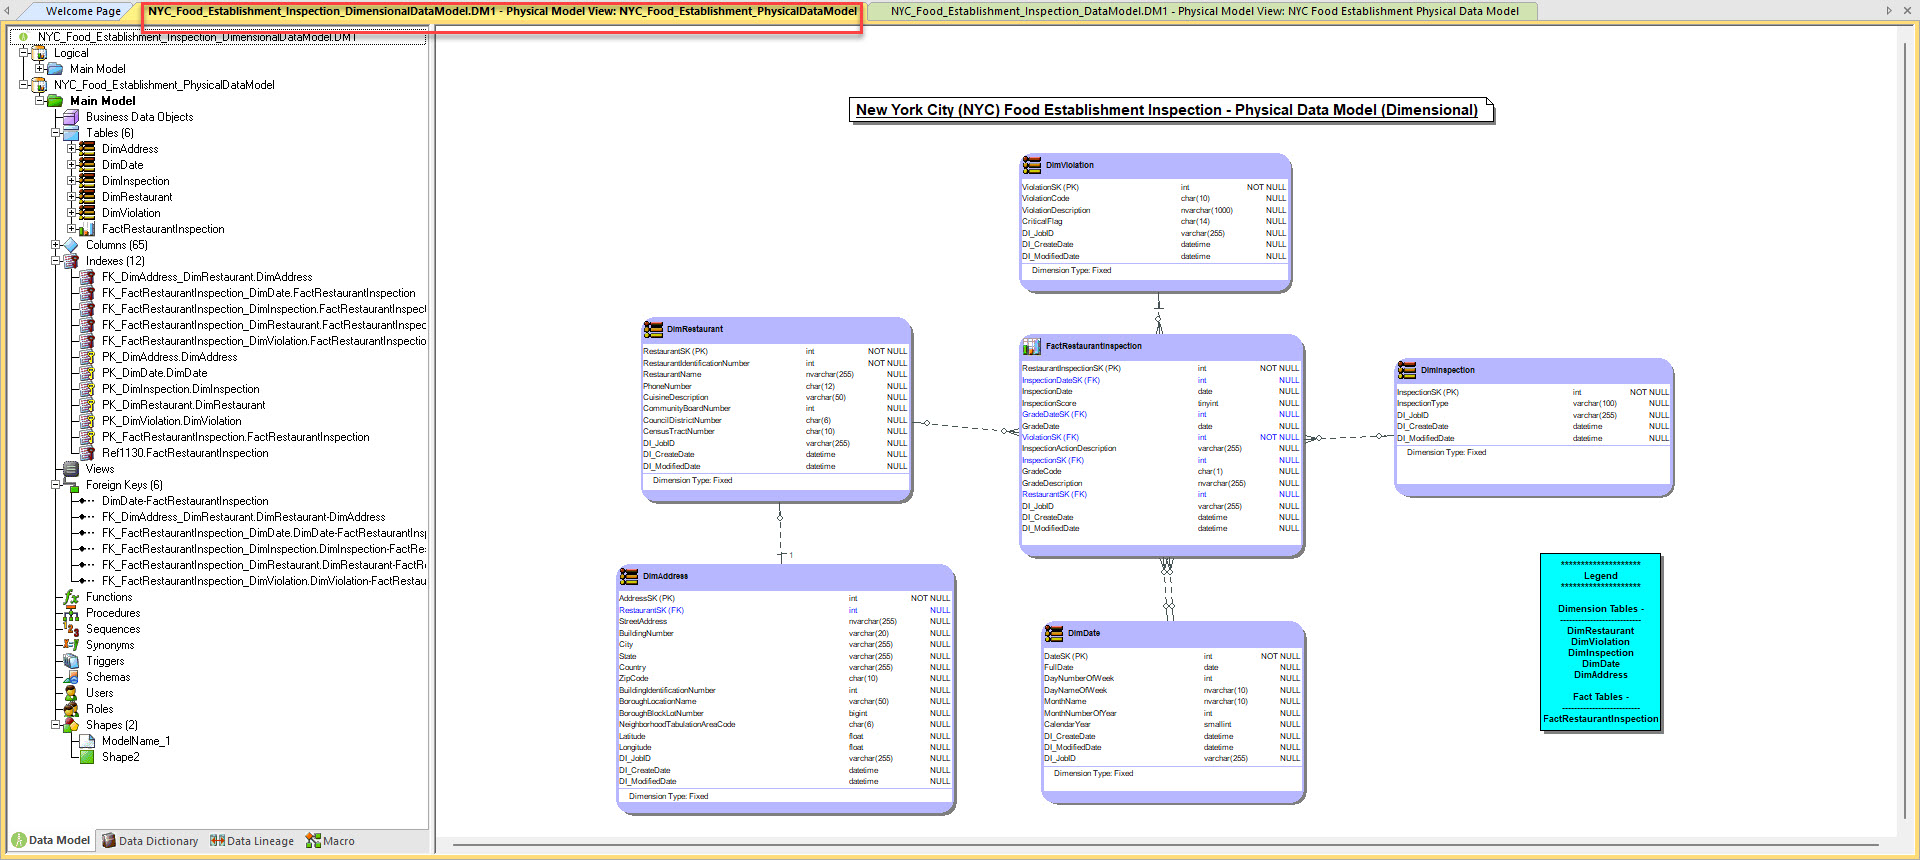 Welcome Page
NYC_Food_Establishment_Inspection_DimensionalDataModel.DM1 - Physical Model View: NYC_Food_Establishment_PhysicalDataModel
NYC_Food_Establishment_Inspection_DataModel.DM1 - Physical Model View: NYC Food Establishment Physical Data Model
NYC_Food_Establishment_Inspection_DimensionalDataModel.DM1
Logical
Main Model
NYC_Food_Establishment_PhysicalDataModel
Main Model
Business Data Objects
Tables (6)
DimAddress
DimDate
DimInspection
DimRestaurant
DimViolation
FactRestaurantInspection
Columns (65)
Indexes (12)
FK_DimAddress_DimRestaurant.DimAddress
FK_FactRestaurantInspection_DimDate.FactRestaurantInspection
FK_FactRestaurantInspection_DimInspection.FactRestaurantInspect
FK_FactRestaurantInspection_DimRestaurant.FactRestaurantInspec
FK_FactRestaurantInspection_DimViolation.FactRestaurantInspection
PK_DimAddress.DimAddress
PK_DimDate.DimDate
PK_DimInspection.DimInspection
PK_DimRestaurant.DimRestaurant
PK_DimViolation.DimViolation
PK_FactRestaurantInspection.FactRestaurantInspection
Ref1130.FactRestaurantInspection
Views
Foreign Keys (6)
DimDate-FactRestaurantInspection
FK_DimAddress_DimRestaurant.DimRestaurant-DimAddress
FK_FactRestaurantInspection_DimDate.DimDate-FactRestaurantInsp
FK_FactRestaurantInspection_DimInspection.DimInspection-FactRes
FK_FactRestaurantInspection_DimRestaurant.DimRestaurant-FactR
FK_FactRestaurantInspection_DimViolation.DimViolation-FactRestau
Functions
Procedures
Sequences
Synonyms
Triggers
Schemas
Users
Roles
Shapes (2)
ModelName_1
Shape2
Data Model
Data Dictionary
Data Lineage
Macro
New York City (NYC) Food Establishment Inspection - Physical Data Model (Dimensional)
DimViolation
ViolationSK (PK) int NOT NULL
ViolationCode char(10) NULL
ViolationDescription nvarchar(1000) NULL
CriticalFlag char(14) NULL
DI_JobID varchar(255) NULL
DI_CreateDate datetime NULL
DI_ModifiedDate datetime NULL
Dimension Type: Fixed
DimRestaurant
RestaurantSK (PK) int NOT NULL
RestaurantIdentificationNumber int NOT NULL
RestaurantName nvarchar(255) NULL
PhoneNumber char(12) NULL
CuisineDescription varchar(50) NULL
CommunityBoardNumber int NULL
CouncilDistrictNumber char(6) NULL
CensusTractNumber char(10) NULL
DI_JobID varchar(255) NULL
DI_CreateDate datetime NULL
DI_ModifiedDate datetime NULL
Dimension Type: Fixed
FactRestaurantInspection
RestaurantInspectionSK (PK) int NOT NULL
InspectionDateSK (FK) int NULL
InspectionDate date NULL
InspectionScore tinyint NULL
GradeDateSK (FK) int NULL
GradeDate date NULL
ViolationSK (FK) int NOT NULL
InspectionActionDescription varchar(255) NULL
InspectionSK (FK) int NULL
GradeCode char(1) NULL
GradeDescription nvarchar(255) NULL
RestaurantSK (FK) int NULL
DI_JobID varchar(255) NULL
DI_CreateDate datetime NULL
DI_ModifiedDate datetime NULL
DimInspection
InspectionSK (PK) int NOT NULL
InspectionType varchar(100) NULL
DI_JobID varchar(255) NULL
DI_CreateDate datetime NULL
DI_ModifiedDate datetime NULL
Dimension Type: Fixed
1
DimAddress
AddressSK (PK) int NOT NULL
RestaurantSK (FK) int NULL
StreetAddress nvarchar(255) NULL
BuildingNumber varchar(20) NULL
City varchar(255) NULL
State varchar(255) NULL
Country varchar(255) NULL
ZipCode char(10) NULL
BuildingIdentificationNumber int NULL
BoroughLocationName varchar(50) NULL
BoroughBlockLotNumber bigint NULL
NeighborhoodTabulationAreaCode char(6) NULL
Latitude float NULL
Longitude float NULL
DI_JobID varchar(255) NULL
DI_CreateDate datetime NULL
DI_ModifiedDate datetime NULL
Dimension Type: Fixed
DimDate
DateSK (PK) int NOT NULL
FullDate date NULL
DayNumberOfWeek int NULL
DayNameOfWeek nvarchar(10) NULL
MonthName nvarchar(10) NULL
MonthNumberOfYear int NULL
CalendarYear smallint NULL
DI_CreateDate datetime NULL
DI_ModifiedDate datetime NULL
DI_JobID varchar(255) NULL
Dimension Type: Fixed
********************
Legend
********************
Dimension Tables -
---------------------------
DimRestaurant
DimViolation
DimInspection
DimDate
DimAddress
Fact Tables -
--------------------------
FactRestaurantInspection